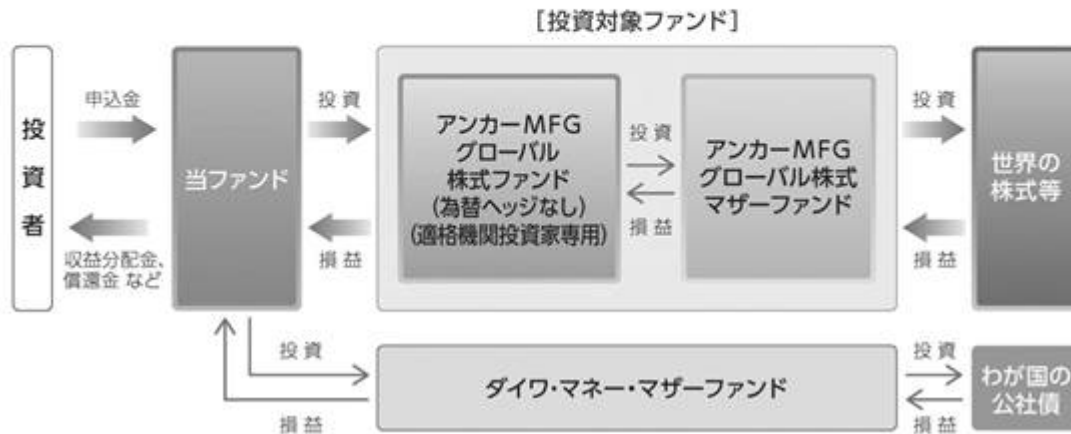 ［投資対象ファンド］
投資者
申込金
収益分配金、
償還金 など
当ファンド
投資
損益
アンカーMFG
グローバル
株式ファンド
(為替ヘッジなし)
(適格機関投資家専用)
投資
損益
アンカーMFG
グローバル株式
マザーファンド
投資
損益
世界の
株式等
投資
損益
ダイワ・マネー・マザーファンド
投資
損益
わが国の
公社債